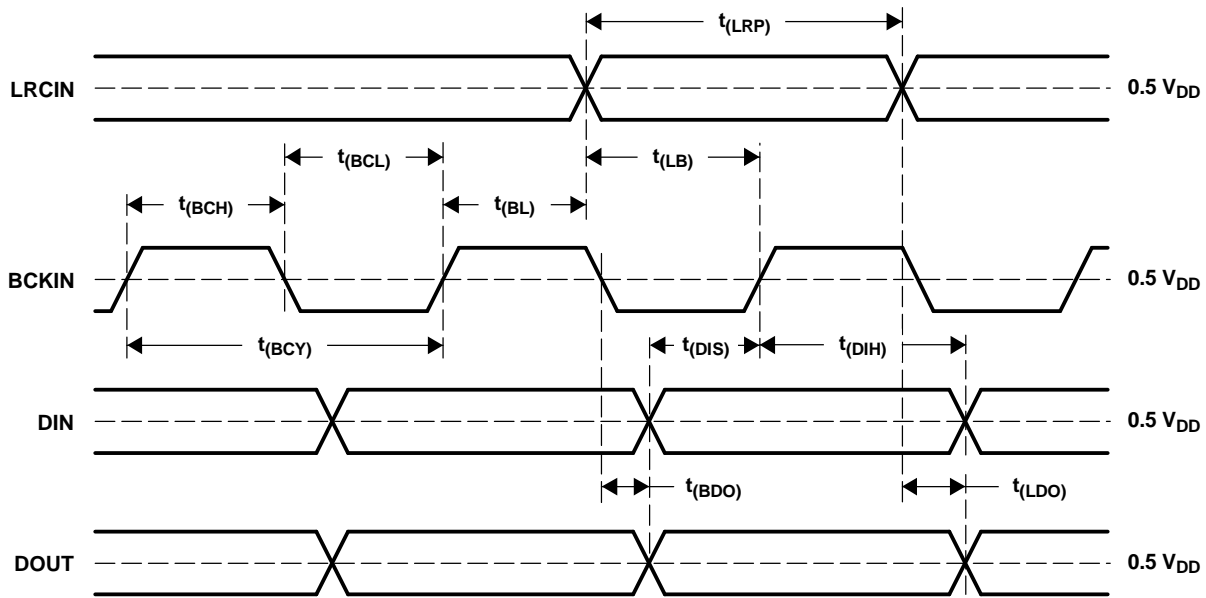 t(LRP)
LRCIN
0.5 VDD
t(BCL)
t(LB)
t(BCH)
t(BL)
BCKIN
0.5 VDD
t(BCY)
t(DIS)
t(DIH)
DIN
0.5 VDD
t(BDO)
t(LDO)
DOUT
0.5 VDD